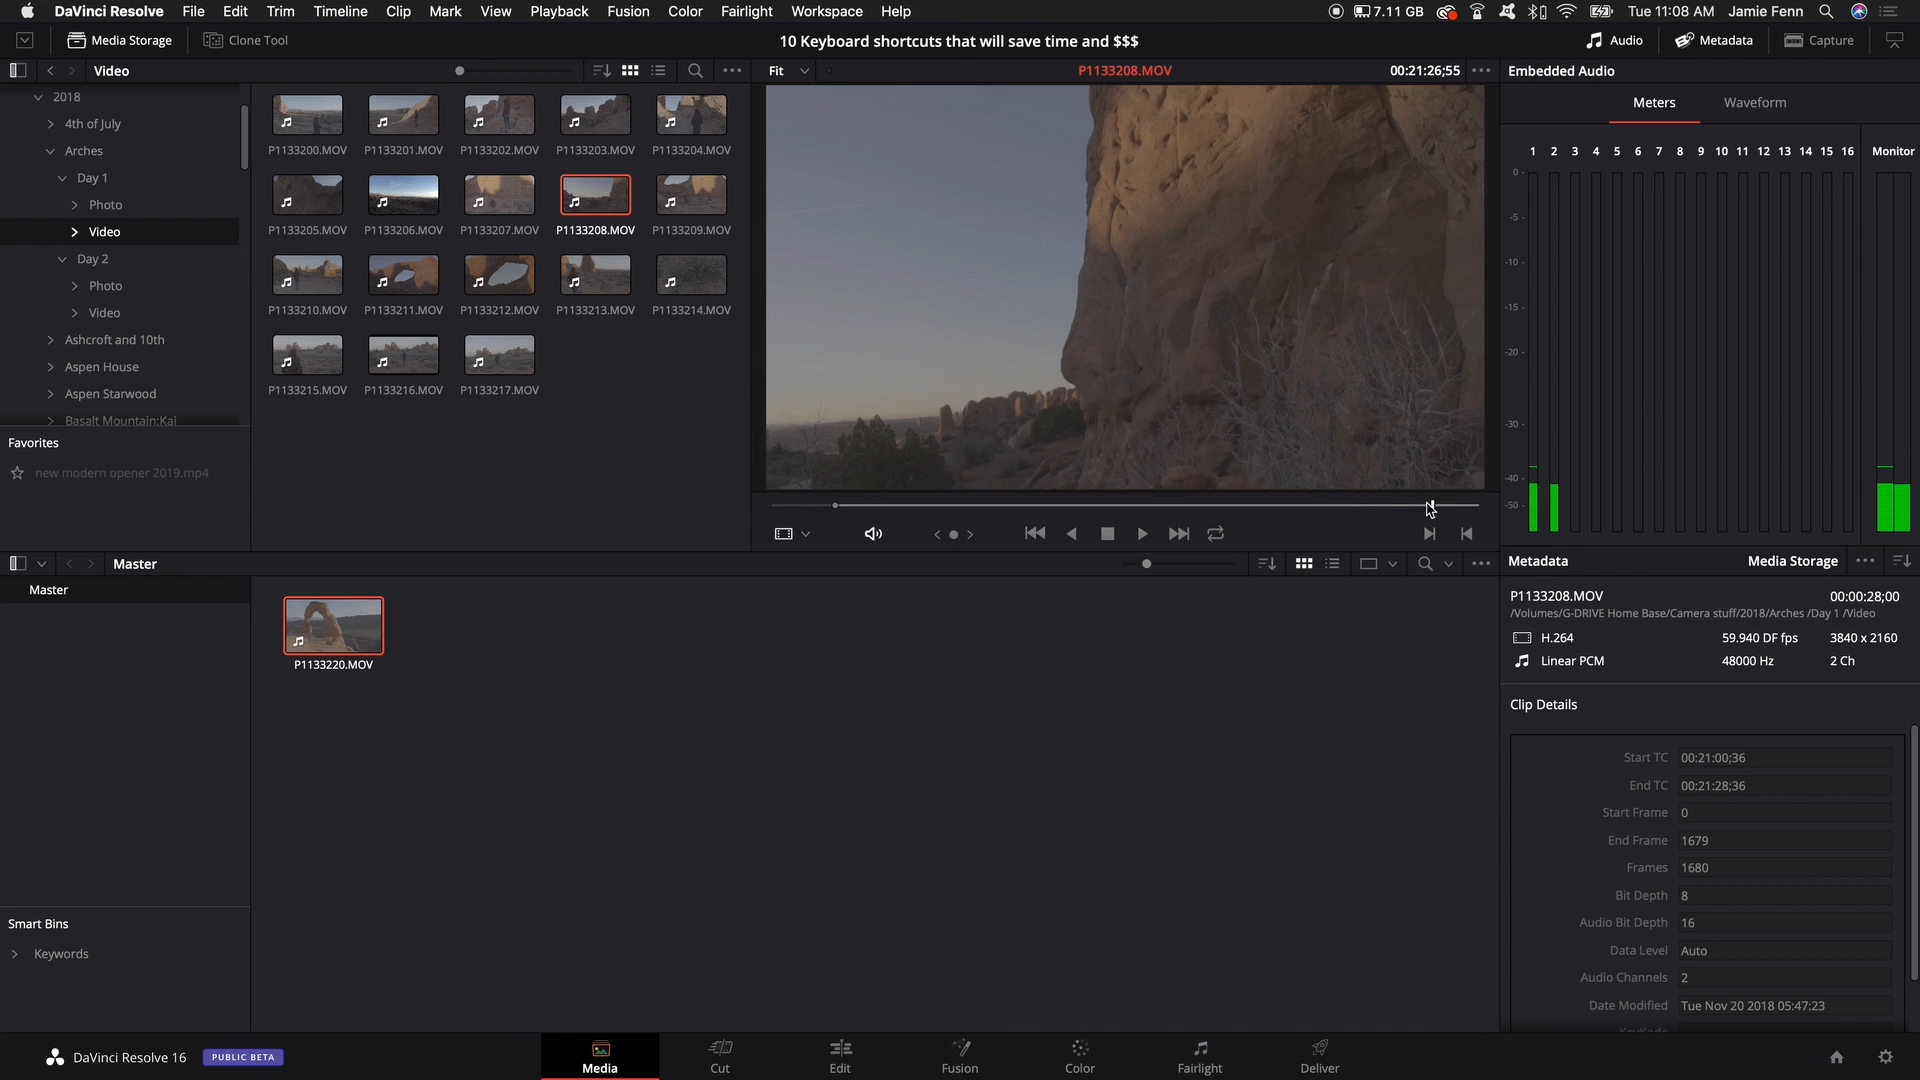 DaVinci Resolve File Edit Trim Timeline Clip Mark View Playback Fusion Color Fairlight Workspace Help 7.11 GB Tue 11:08 AM Jamie Fenn
Media Storage Clone Tool 10 Keyboard shortcuts that will save time and $$$ Audio Metadata Capture
Video Fit P1133208.MOV 00:21:26;55 Embedded Audio
2018
4th of July
Arches
Day 1
Photo
Video
Day 2
Photo
Video
Ashcroft and 10th
Aspen House
Aspen Starwood
Basalt Mountain:Kai
Favorites
new modern opener 2019.mp4
P1133200.MOV P1133201.MOV P1133202.MOV P1133203.MOV P1133204.MOV
P1133205.MOV P1133206.MOV P1133207.MOV P1133208.MOV P1133209.MOV
P1133210.MOV P1133211.MOV P1133212.MOV P1133213.MOV P1133214.MOV
P1133215.MOV P1133216.MOV P1133217.MOV
Meters Waveform
1 2 3 4 5 6 7 8 9 10 11 12 13 14 15 16 Monitor
0
-5
-10
-15
-20
-30
-40
-50
Master
Master
P1133220.MOV
Smart Bins
Keywords
Metadata Media Storage
P1133208.MOV 00:00:28;00
/Volumes/G-DRIVE Home Base/Camera stuff/2018/Arches /Day 1 /Video
H.264 59.940 DF fps 3840 x 2160
Linear PCM 48000 Hz 2 Ch
Clip Details
Start TC 00:21:00;36
End TC 00:21:28;36
Start Frame 0
End Frame 1679
Frames 1680
Bit Depth 8
Audio Bit Depth 16
Data Level Auto
Audio Channels 2
Date Modified Tue Nov 20 2018 05:47:23
DaVinci Resolve 16 PUBLIC BETA Media Cut Edit Fusion Color Fairlight Deliver